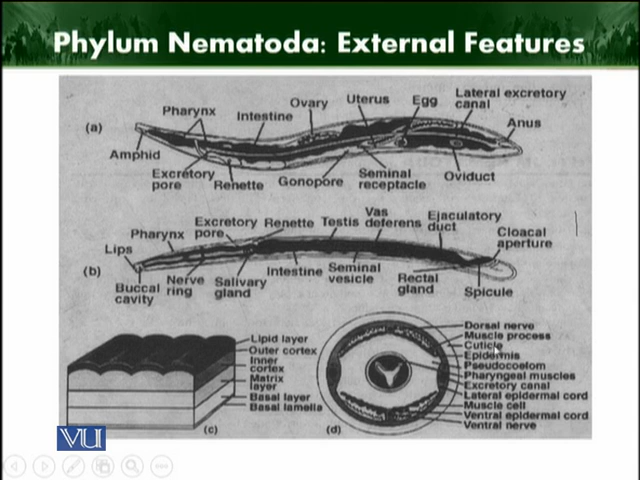 Phylum Nematoda: External Features
(a)
Pharynx
Intestine
Ovary
Uterus
Egg
Lateral excretory
canal
Anus
Amphid
Excretory
pore
Renette
Gonopore
Seminal
receptacle
Oviduct
(b)
Lips
Pharynx
Excretory
pore
Renette
Testis
Vas
deferens
Ejaculatory
duct
Cloacal
aperture
Buccal
cavity
Nerve
ring
Salivary
gland
Intestine
Seminal
vesicle
Rectal
gland
Spicule
Lipid layer
Outer cortex
Inner
cortex
Matrix
layer
Basal layer
Basal lamella
(c)
Dorsal nerve
Muscle process
Cuticle
Epidermis
Pseudocoelom
Pharyngeal muscles
Excretory canal
Lateral epidermal cord
Muscle cell
Ventral epidermal cord
Ventral nerve
(d)
VU